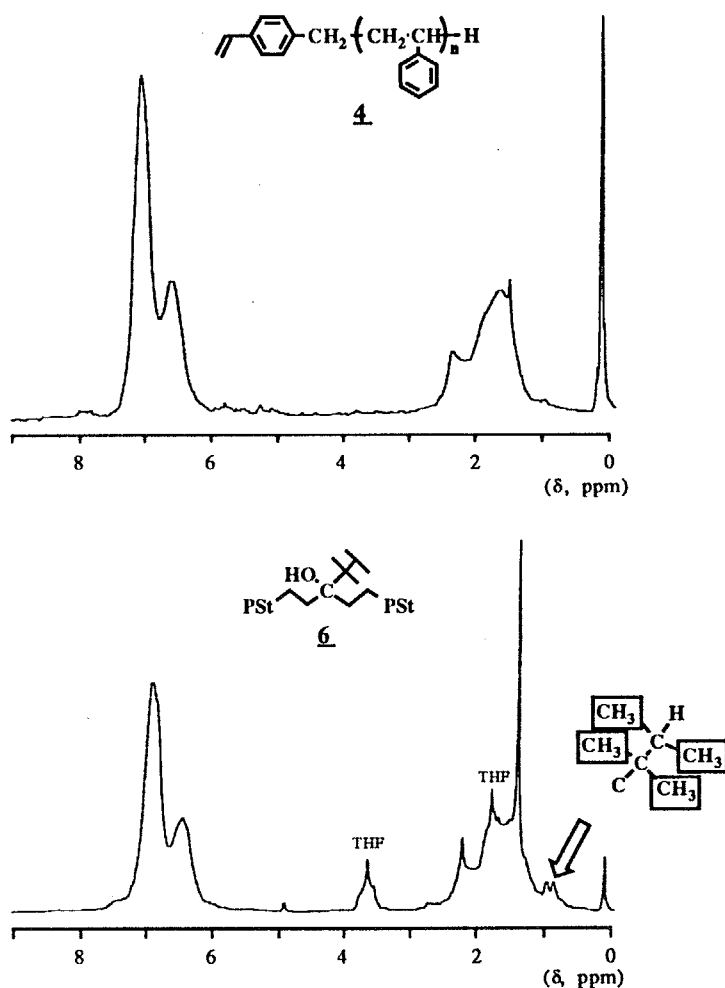 CH₂—(CH₂-CH)ₙ—H
4
8 6 4 2 0
(δ, ppm)
HO. C
PSt PSt
6
CH₃ H
CH₃ C
C CH₃
C CH₃
THF
THF
8 6 4 2 0
(δ, ppm)